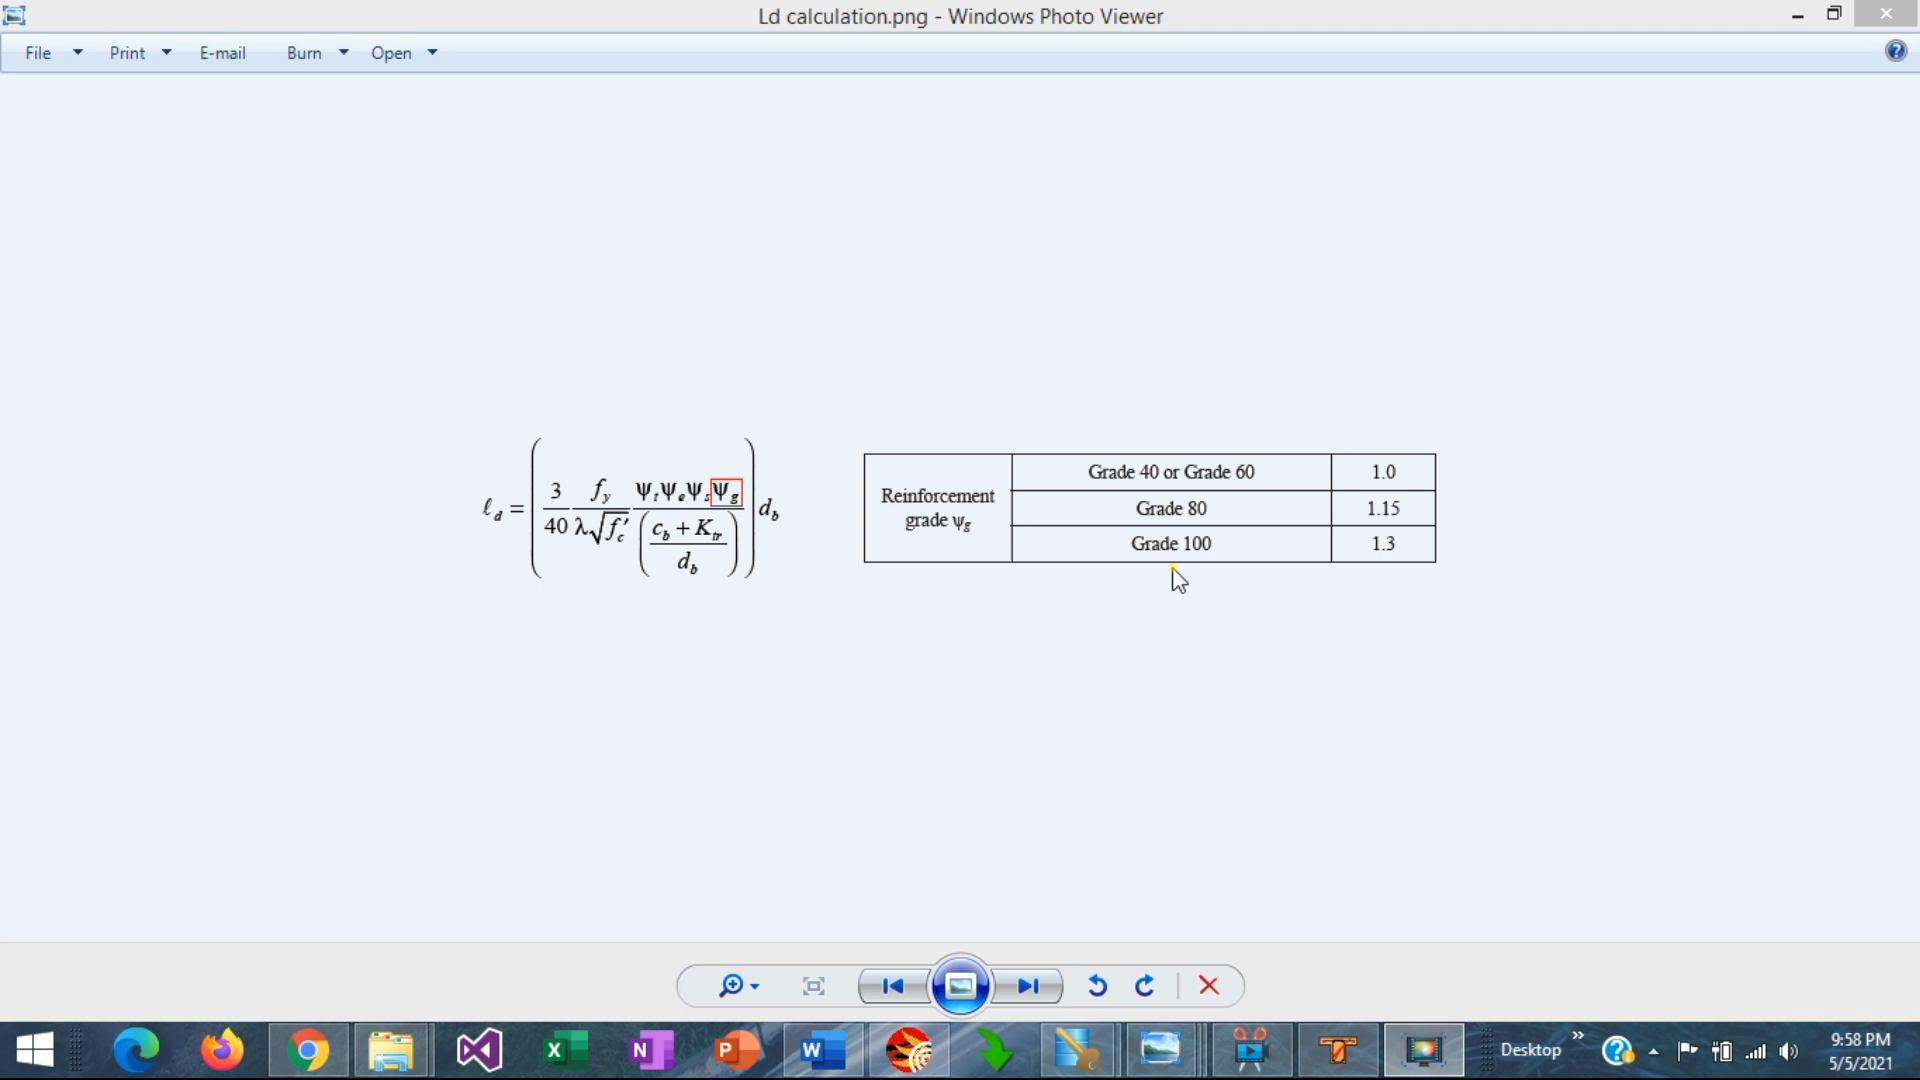 Ld calculation.png - Windows Photo Viewer
File Print E-mail Burn Open
ℓd = ( 3/40 fy/(λ√f′c) ψtψeψsψg/((cb + Ktr)/db) ) db
Reinforcement grade ψg
Grade 40 or Grade 60 1.0
Grade 80 1.15
Grade 100 1.3
Desktop
9:58 PM
5/5/2021